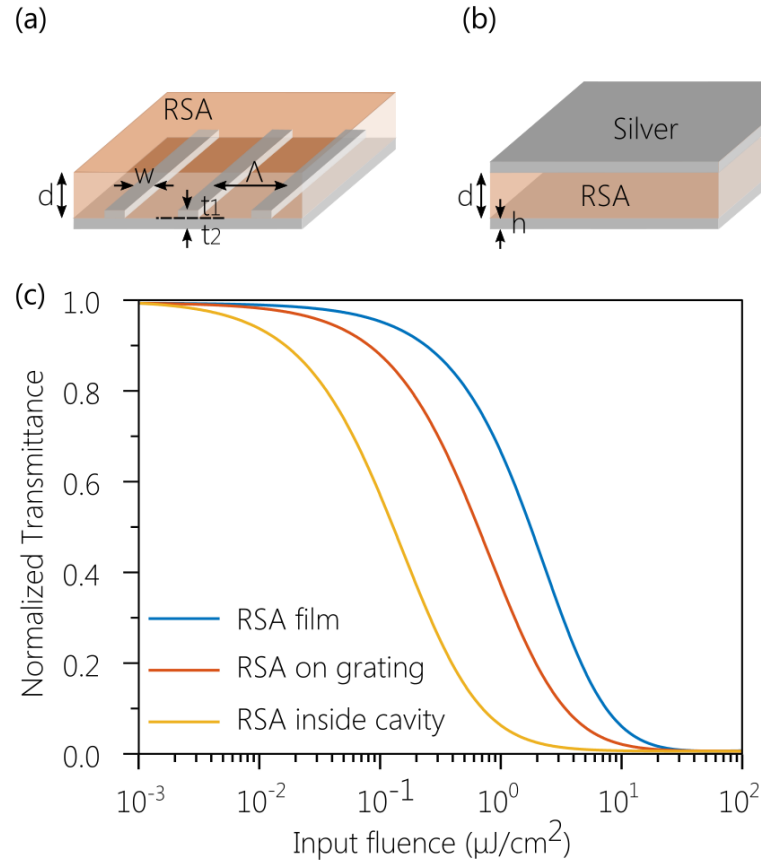 (a)
RSA
d
w
Λ
t1
t2
(b)
Silver
d
RSA
h
(c)
Normalized Transmittance
1.0
0.8
0.6
0.4
0.2
0.0
RSA film
RSA on grating
RSA inside cavity
10⁻³ 10⁻² 10⁻¹ 10⁰ 10¹ 10²
Input fluence (μJ/cm²)